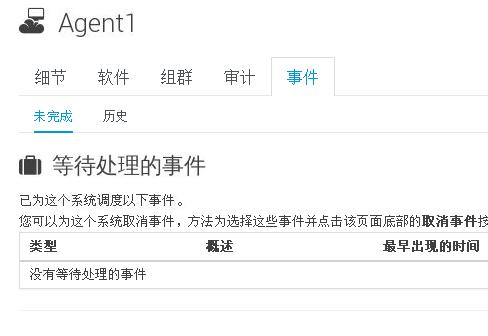 Agent1
细节 软件 组群 审计 事件
未完成 历史
等待处理的事件
已为这个系统调度以下事件。
您可以为这个系统取消事件，方法为选择这些事件并点击该页面底部的取消事件按
类型 概述 最早出现的时间
没有等待处理的事件